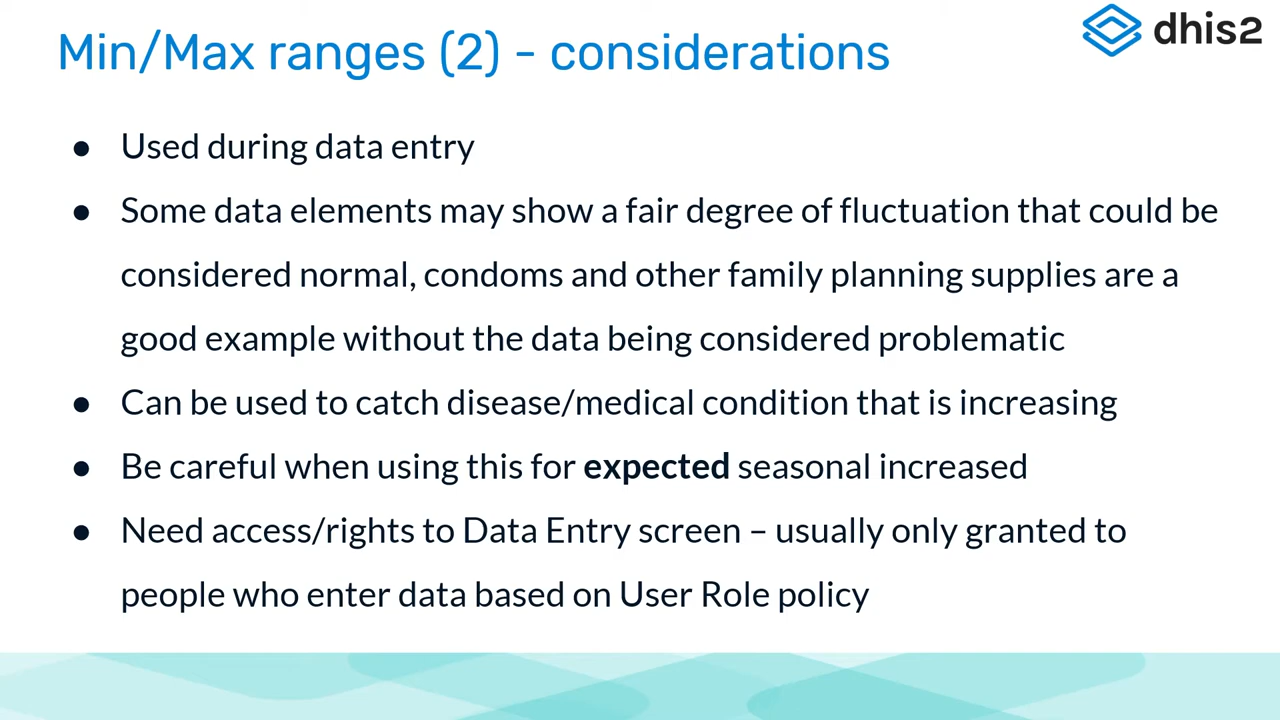 Min/Max ranges (2) - considerations
dhis2
● Used during data entry
● Some data elements may show a fair degree of fluctuation that could be
considered normal, condoms and other family planning supplies are a
good example without the data being considered problematic
● Can be used to catch disease/medical condition that is increasing
● Be careful when using this for expected seasonal increased
● Need access/rights to Data Entry screen – usually only granted to
people who enter data based on User Role policy